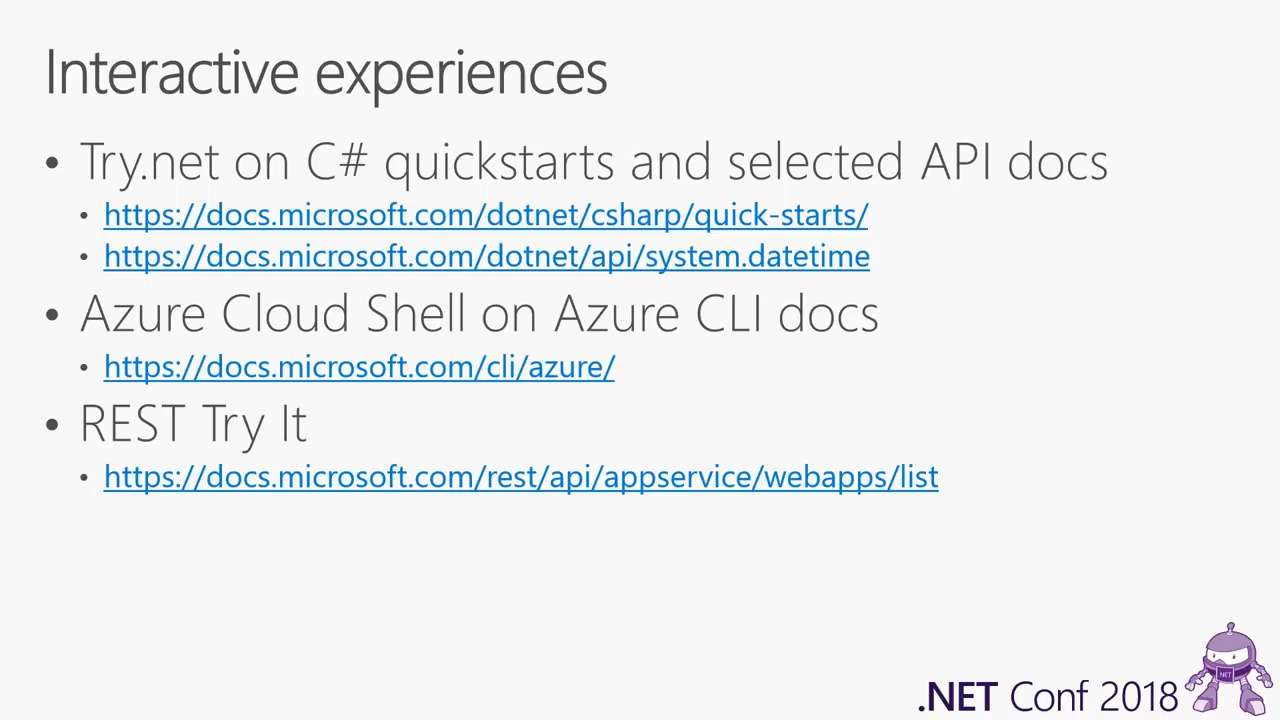 Interactive experiences
• Try.net on C# quickstarts and selected API docs
• https://docs.microsoft.com/dotnet/csharp/quick-starts/
• https://docs.microsoft.com/dotnet/api/system.datetime
• Azure Cloud Shell on Azure CLI docs
• https://docs.microsoft.com/cli/azure/
• REST Try It
• https://docs.microsoft.com/rest/api/appservice/webapps/list
.NET
.NET Conf 2018